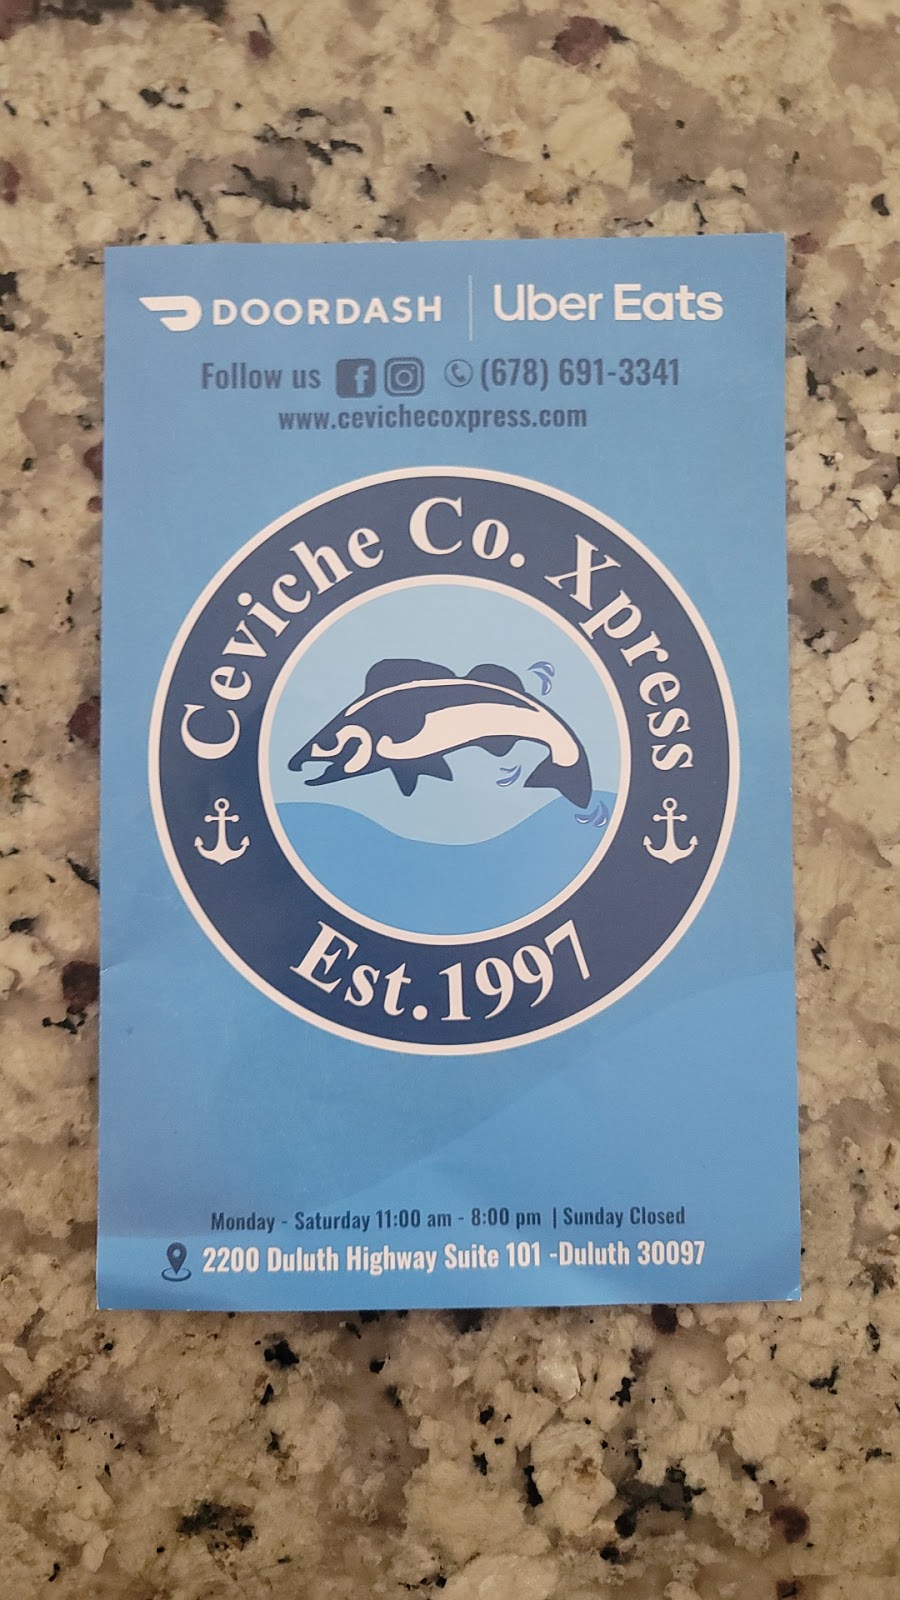 DOORDASH | Uber Eats
Follow us (678) 691-3341
www.cevichecoxpress.com
Ceviche Co. Xpress
Est.1997
Monday - Saturday 11:00 am - 8:00 pm | Sunday Closed
2200 Duluth Highway Suite 101 -Duluth 30097